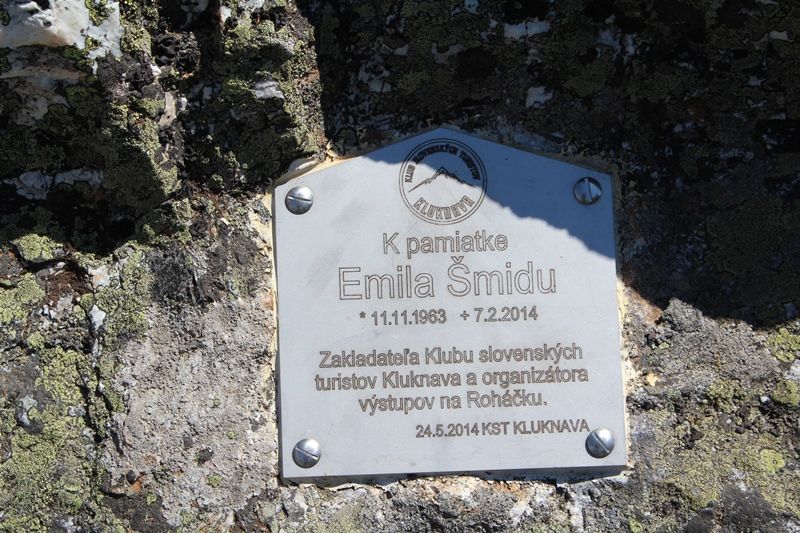 KLUB SLOVENSKÝCH TURISTOV
KLUKNAVA
K pamiatke
Emila Šmidu
* 11.11.1963 + 7.2.2014
Zakladateľa Klubu slovenských
turistov Kluknava a organizátora
výstupov na Roháčku.
24.5.2014 KST KLUKNAVA